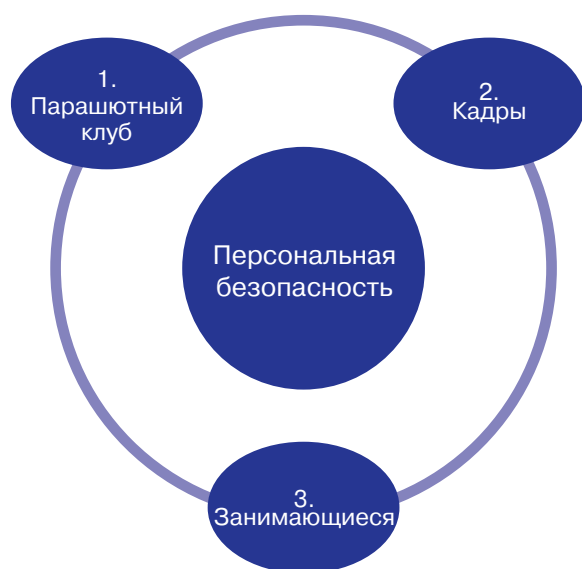 1.
Парашютный
клуб
2.
Кадры
Персональная
безопасность
3.
Занимающиеся